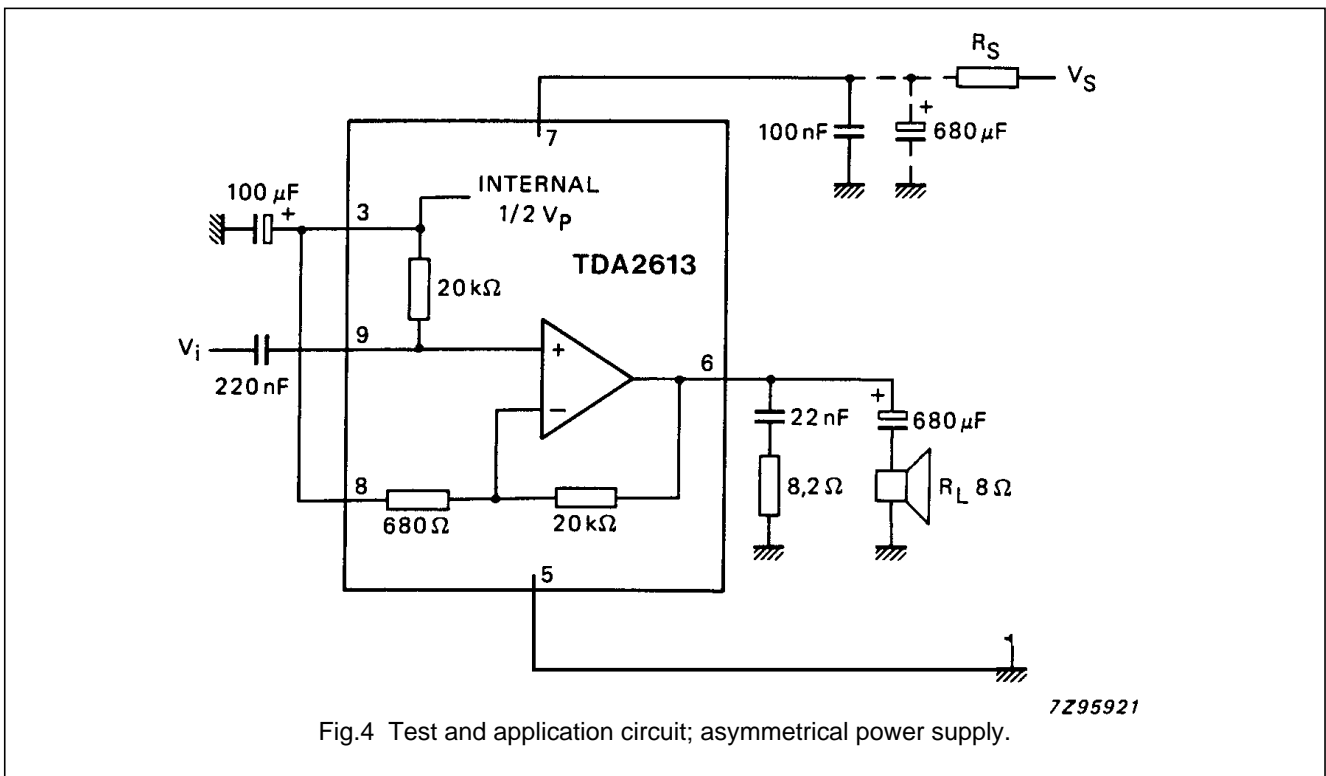 R_S
V_S
7
100 nF
+
680 µF
INTERNAL
1/2 V_p
100 µF
+
3
TDA2613
20 kΩ
9
V_i
220 nF
+
−
6
22 nF
+
680 µF
8,2 Ω
R_L 8 Ω
8
680 Ω
20 kΩ
5
7Z95921
Fig.4 Test and application circuit; asymmetrical power supply.